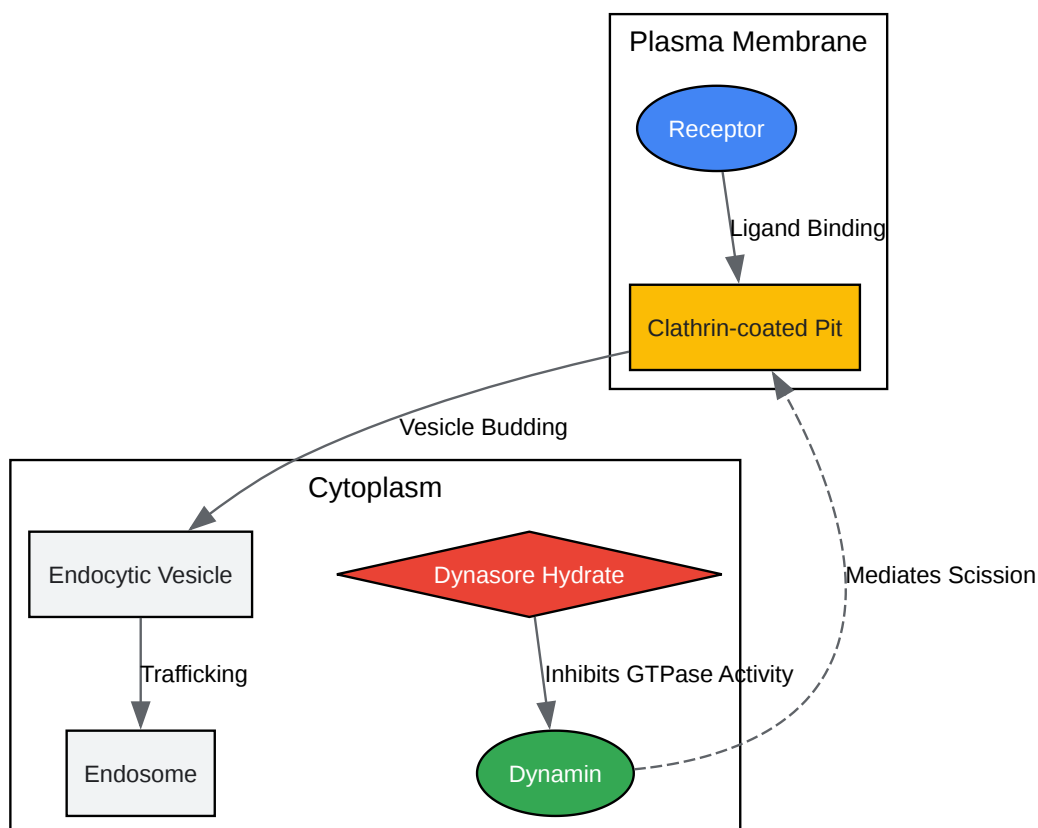 Plasma Membrane
Receptor
Ligand Binding
Clathrin-coated Pit
Vesicle Budding
Cytoplasm
Endocytic Vesicle
Dynasore Hydrate
Mediates Scission
Trafficking
Inhibits GTPase Activity
Endosome
Dynamin